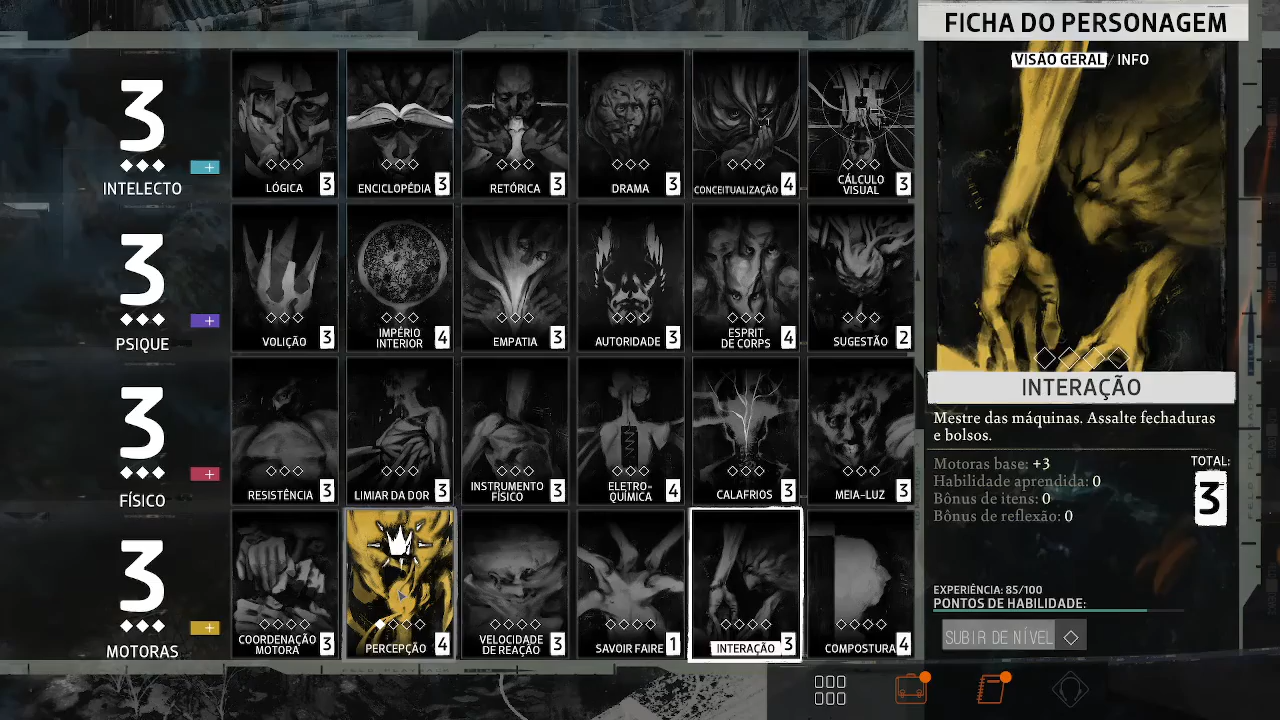 FICHA DO PERSONAGEM
VISÃO GERAL / INFO
3
INTELECTO
+
LÓGICA 3
ENCICLOPÉDIA 3
RETÓRICA 3
DRAMA 3
CONCEITUALIZAÇÃO 4
CÁLCULO
VISUAL 3
3
PSIQUE
+
VOLIÇÃO 3
IMPÉRIO
INTERIOR 4
EMPATIA 3
AUTORIDADE 3
ESPRIT
DE CORPS 4
SUGESTÃO 2
3
FÍSICO
+
RESISTÊNCIA 3
LIMIAR DA DOR 3
INSTRUMENTO
FÍSICO 3
ELETRO-
QUÍMICA 4
CALAFRIOS 3
MEIA-LUZ 3
3
MOTORAS
+
COORDENAÇÃO
MOTORA 3
PERCEPÇÃO 4
VELOCIDADE
DE REAÇÃO 3
SAVOIR FAIRE 1
INTERAÇÃO 3
COMPOSTURA 4
INTERAÇÃO
Mestre das máquinas. Assalte fechaduras
e bolsos.
Motoras base: +3
Habilidade aprendida: 0
Bônus de itens: 0
Bônus de reflexão: 0
TOTAL:
3
EXPERIÊNCIA: 85/100
PONTOS DE HABILIDADE:
SUBIR DE NÍVEL